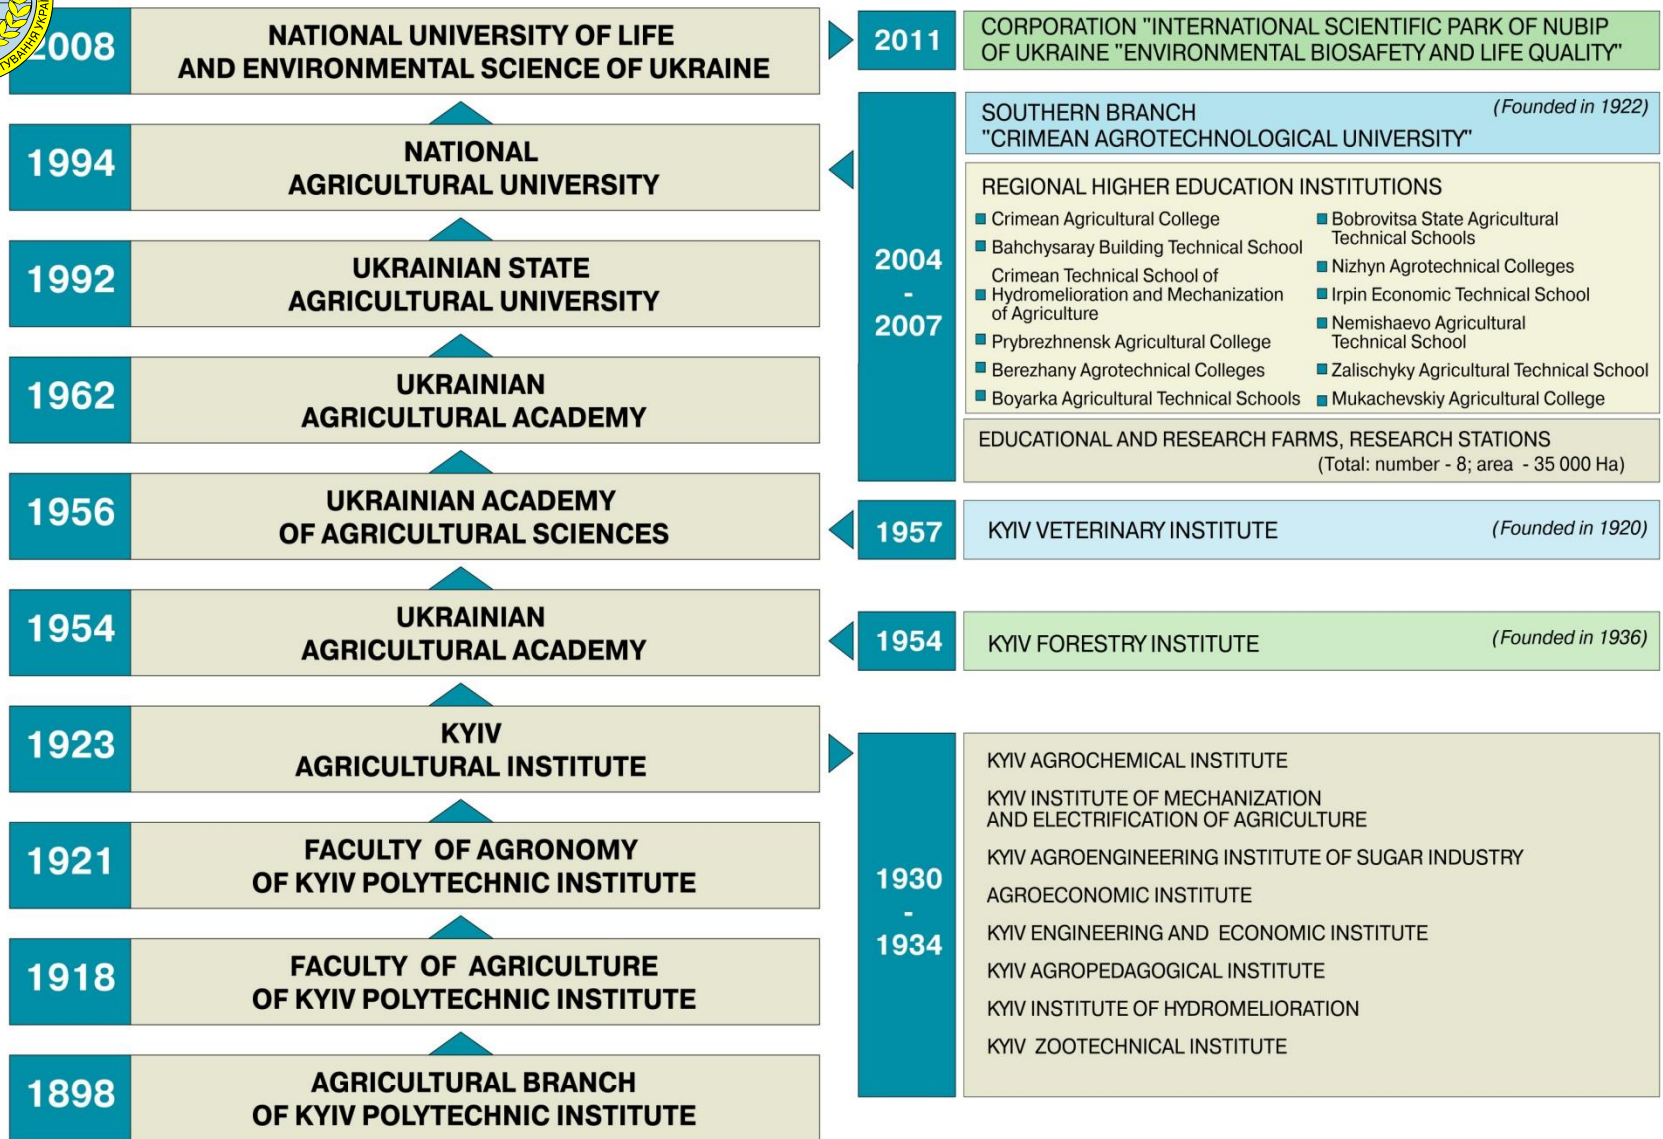 ТУВАННЯ УКРАЇ
2008
NATIONAL UNIVERSITY OF LIFE
AND ENVIRONMENTAL SCIENCE OF UKRAINE
1994
NATIONAL
AGRICULTURAL UNIVERSITY
1992
UKRAINIAN STATE
AGRICULTURAL UNIVERSITY
1962
UKRAINIAN
AGRICULTURAL ACADEMY
1956
UKRAINIAN ACADEMY
OF AGRICULTURAL SCIENCES
1954
UKRAINIAN
AGRICULTURAL ACADEMY
1923
KYIV
AGRICULTURAL INSTITUTE
1921
FACULTY OF AGRONOMY
OF KYIV POLYTECHNIC INSTITUTE
1918
FACULTY OF AGRICULTURE
OF KYIV POLYTECHNIC INSTITUTE
1898
AGRICULTURAL BRANCH
OF KYIV POLYTECHNIC INSTITUTE
2011
CORPORATION "INTERNATIONAL SCIENTIFIC PARK OF NUBIP
OF UKRAINE "ENVIRONMENTAL BIOSAFETY AND LIFE QUALITY"
2004
-
2007
SOUTHERN BRANCH (Founded in 1922)
"CRIMEAN AGROTECHNOLOGICAL UNIVERSITY"
REGIONAL HIGHER EDUCATION INSTITUTIONS
Crimean Agricultural College
Bahchysaray Building Technical School
Crimean Technical School of
Hydromelioration and Mechanization
of Agriculture
Prybrezhnensk Agricultural College
Berezhany Agrotechnical Colleges
Boyarka Agricultural Technical Schools
Bobrovitsa State Agricultural
Technical Schools
Nizhyn Agrotechnical Colleges
Irpin Economic Technical School
Nemishaevo Agricultural
Technical School
Zalischyky Agricultural Technical School
Mukachevskiy Agricultural College
EDUCATIONAL AND RESEARCH FARMS, RESEARCH STATIONS
(Total: number - 8; area - 35 000 Ha)
1957
KYIV VETERINARY INSTITUTE (Founded in 1920)
1954
KYIV FORESTRY INSTITUTE (Founded in 1936)
1930
-
1934
KYIV AGROCHEMICAL INSTITUTE
KYIV INSTITUTE OF MECHANIZATION
AND ELECTRIFICATION OF AGRICULTURE
KYIV AGROENGINEERING INSTITUTE OF SUGAR INDUSTRY
AGROECONOMIC INSTITUTE
KYIV ENGINEERING AND ECONOMIC INSTITUTE
KYIV AGROPEDAGOGICAL INSTITUTE
KYIV INSTITUTE OF HYDROMELIORATION
KYIV ZOOTECHNICAL INSTITUTE